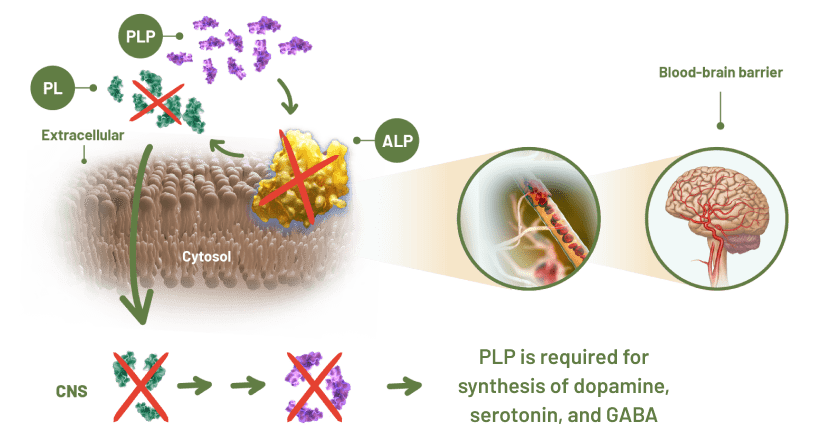 PLP
PL
Blood-brain barrier
Extracellular
ALP
Cytosol
CNS
PLP is required for
synthesis of dopamine,
serotonin, and GABA